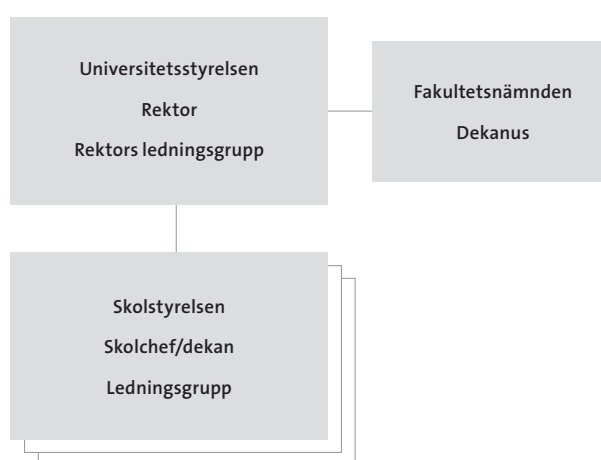 Universitetsstyrelsen
Rektor
Rektors ledningsgrupp
Fakultetsnämnden
Dekanus
Skolstyrelsen
Skolchef/dekan
Ledningsgrupp